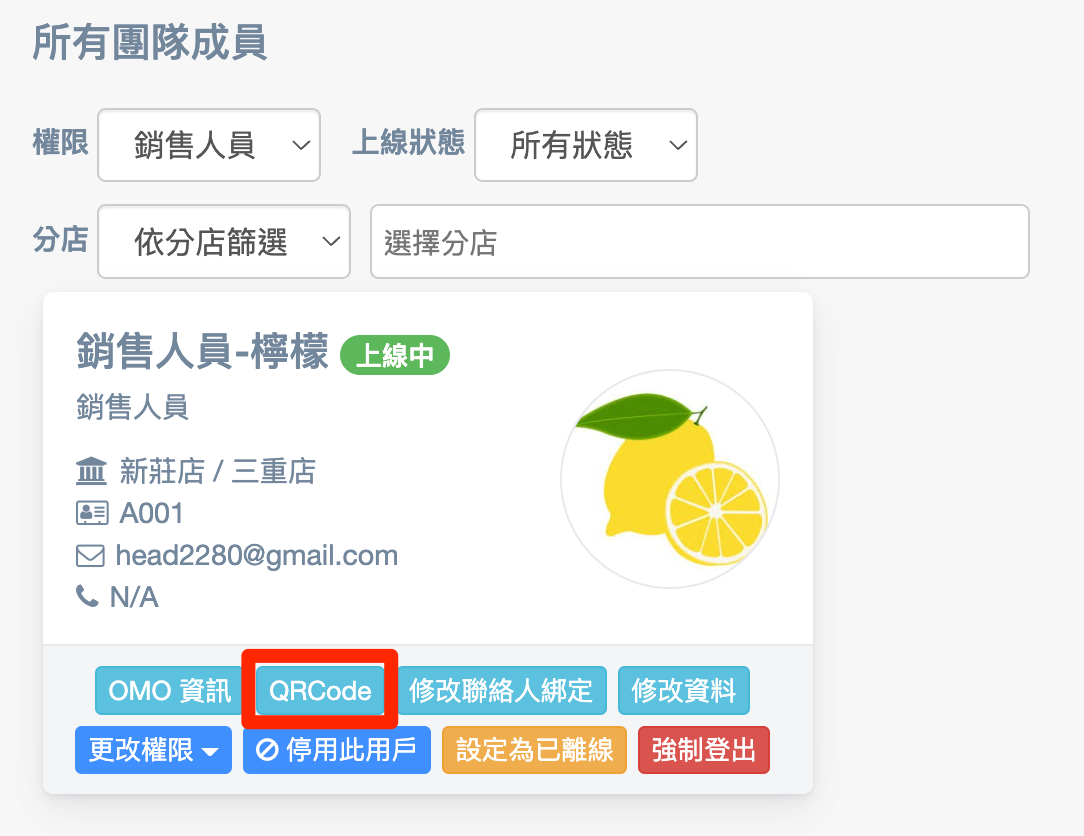 所有團隊成員
權限 銷售人員 上線狀態 所有狀態
分店 依分店篩選 選擇分店
銷售人員-檸檬 上線中
銷售人員
新莊店 / 三重店
A001
head2280@gmail.com
N/A
OMO 資訊 QRCode 修改聯絡人綁定 修改資料
更改權限 停用此用戶 設定為已離線 強制登出